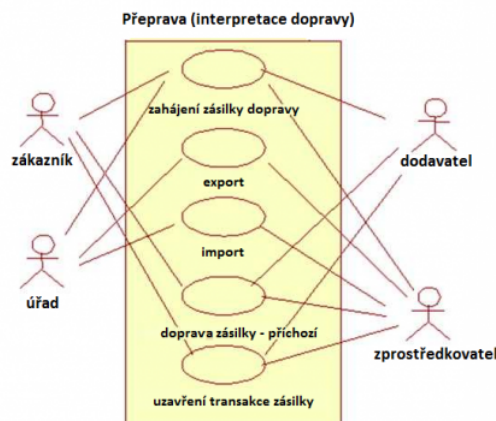 Přeprava (interpretace dopravy)
zahájení zásilky dopravy
zákazník
dodavatel
export
import
úřad
doprava zásilky - příchozí
zprostředkovatel
uzavření transakce zásilky